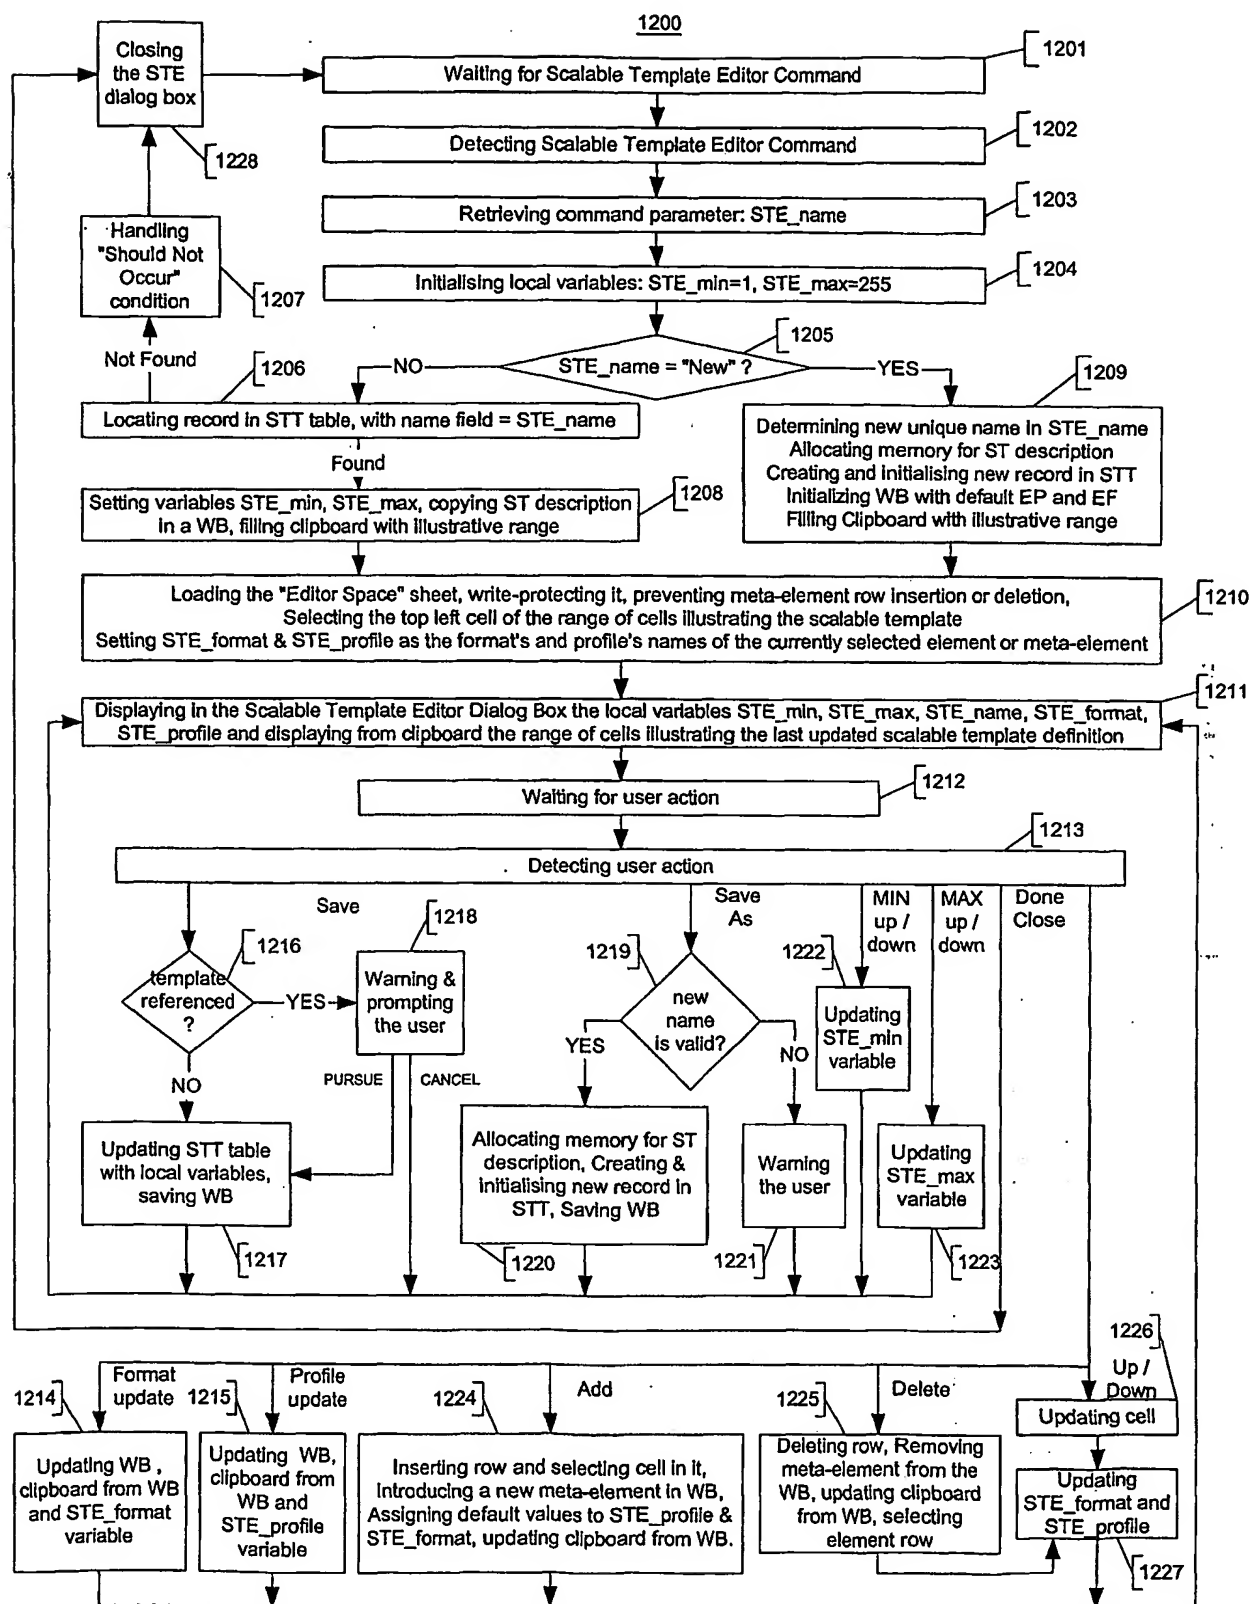 1200
Closing
the STE
dialog box
1228
Waiting for Scalable Template Editor Command
1201
Detecting Scalable Template Editor Command
1202
Retrieving command parameter: STE_name
1203
Initialising local variables: STE_min=1, STE_max=255
1204
Handling
"Should Not
Occur"
condition
1207
Not Found
1206
NO
STE_name = "New" ?
1205
YES
1209
Locating record in STT table, with name field = STE_name
Found
Determining new unique name in STE_name
Allocating memory for ST description
Creating and initialising new record in STT
Initializing WB with default EP and EF
Filling Clipboard with illustrative range
Setting variables STE_min, STE_max, copying ST description
in a WB, filling clipboard with illustrative range
1208
Loading the "Editor Space" sheet, write-protecting it, preventing meta-element row insertion or deletion,
Selecting the top left cell of the range of cells illustrating the scalable template
Setting STE_format & STE_profile as the format's and profile's names of the currently selected element or meta-element
1210
1211
Displaying in the Scalable Template Editor Dialog Box the local variables STE_min, STE_max, STE_name, STE_format,
STE_profile and displaying from clipboard the range of cells illustrating the last updated scalable template definition
Waiting for user action
1212
1213
Detecting user action
Save
Save
As
MIN
up /
down
MAX
up /
down
Done
Close
1216
template
referenced
?
YES
1218
Warning &
prompting
the user
NO
PURSUE
CANCEL
1219
new
name
is valid?
YES
NO
1222
Updating
STE_min
variable
Updating STT table
with local variables,
saving WB
1217
Allocating memory for ST
description, Creating &
initialising new record in
STT, Saving WB
1220
Warning
the user
1221
Updating
STE_max
variable
1223
1214
Format
update
1215
Profile
update
1224
Add
1225
Delete
1226
Up /
Down
Updating WB ,
clipboard from WB
and STE_format
variable
Updating WB,
clipboard from
WB and
STE_profile
variable
Inserting row and selecting cell in it,
Introducing a new meta-element in WB,
Assigning default values to STE_profile &
STE_format, updating clipboard from WB.
Deleting row, Removing
meta-element from the
WB, updating clipboard
from WB, selecting
element row
Updating cell
Updating
STE_format and
STE_profile
1227